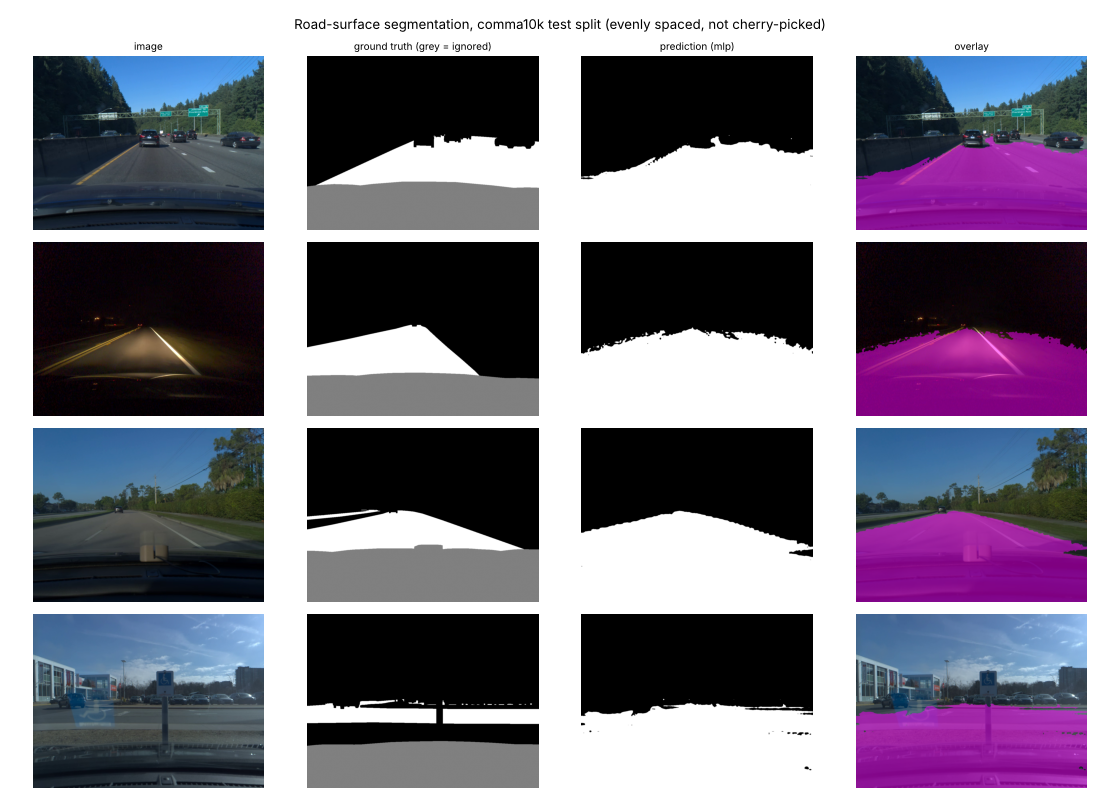 Road-surface segmentation, comma10k test split (evenly spaced, not cherry-picked)
image
ground truth (grey = ignored)
prediction (mlp)
overlay